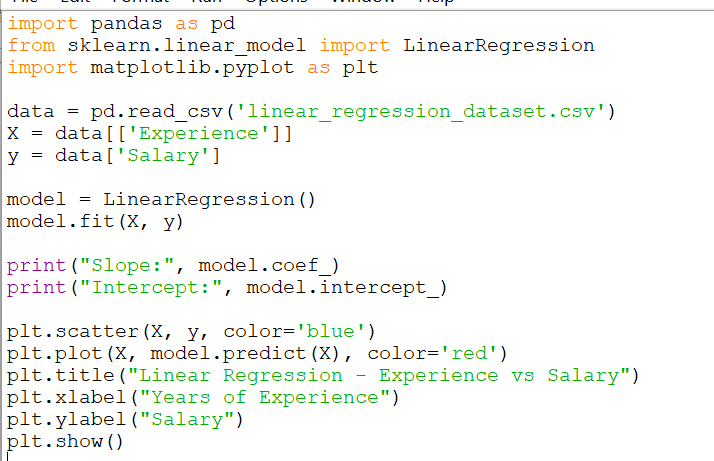 import pandas as pd
from sklearn.linear_model import LinearRegression
import matplotlib.pyplot as plt
data = pd.read_csv('linear_regression_dataset.csv')
X = data[['Experience']]
y = data['Salary']
model = LinearRegression()
model.fit(X, y)
print("Slope:", model.coef_)
print("Intercept:", model.intercept_)
plt.scatter(X, y, color='blue')
plt.plot(X, model.predict(X), color='red')
plt.title("Linear Regression - Experience vs Salary")
plt.xlabel("Years of Experience")
plt.ylabel("Salary")
plt.show()